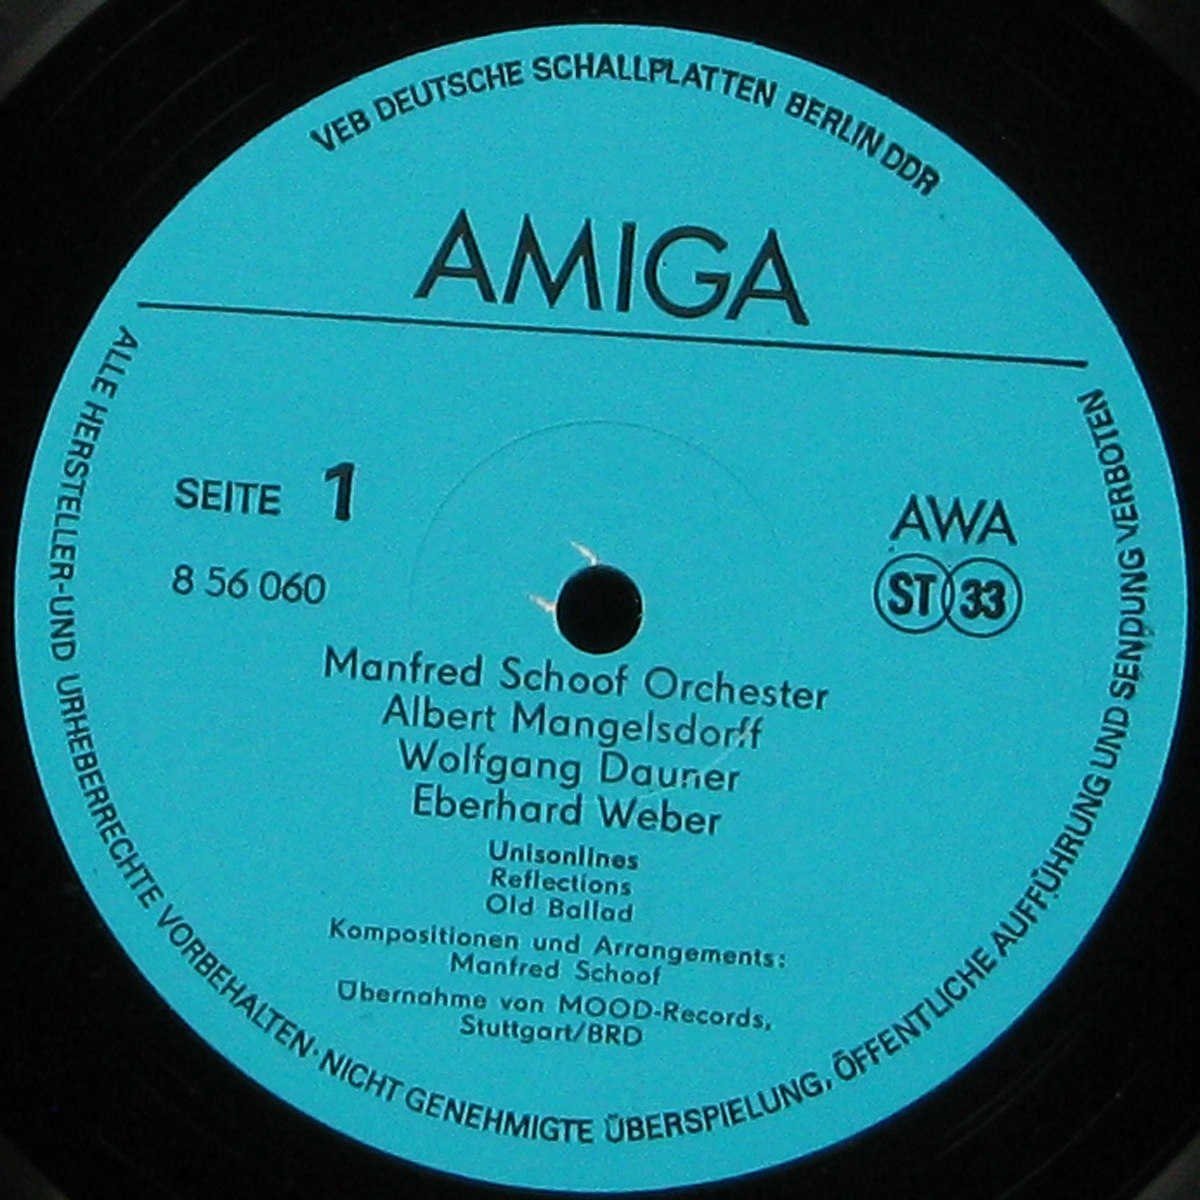 VEB DEUTSCHE SCHALLPLATTEN BERLIN DDR
AMIGA
SEITE 1
8 56 060
AWA
ST 33
Manfred Schoof Orchester
Albert Mangelsdorff
Wolfgang Dauner
Eberhard Weber
Unisonlines
Reflections
Old Ballad
Kompositionen und Arrangements:
Manfred Schoof
Übernahme von MOOD-Records,
Stuttgart/BRD
ALLE HERSTELLER-UND URHEBERRECHTE VORBEHALTEN · NICHT GENEHMIGTE ÜBERSPIELUNG, ÖFFENTLICHE AUFFÜHRUNG UND SENDUNG VERBOTEN